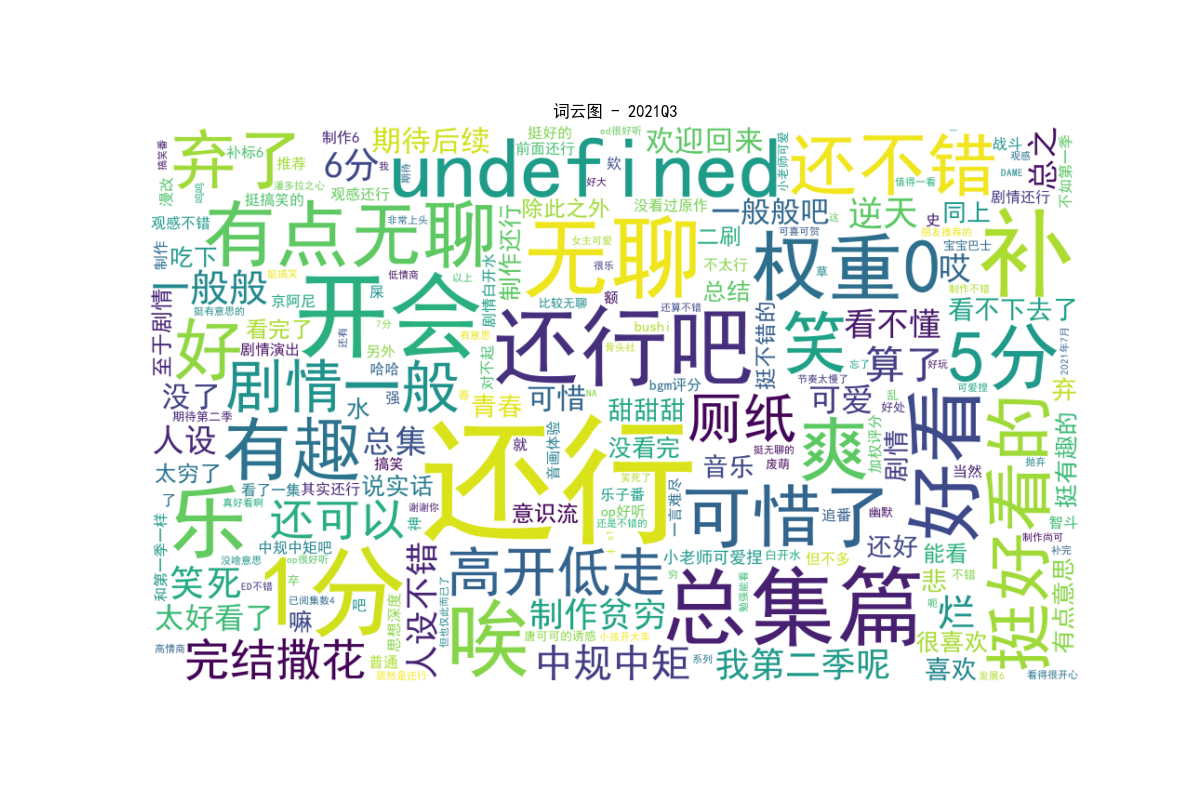 词云图 - 2021Q3
搞笑番
弃了
制作6
期待后续
挺好的
ed很好听
欢迎回来
还不错
战斗
总之
不如第一季
补标6
推荐
6分
我
前面还行
undefined
欸
小老师可爱
观感
漫改
潘多拉之心
观感还行
期待
好大
值得一看
DAME
剧情还行
挺搞笑的
观感不错
有点无聊
非常上头
制作还行
除此之外
没看过原作
一般般吧
逆天
史
同上
这
朋友推荐的
制作
吃下
挺搞笑
低情商
无聊
女主可爱
二刷
可喜可贺
权重0
宝宝巴士
哎
补
一般般
京阿尼
屎
开会
以上
剧情白开水
很乐
不太行
草
制作不错
至于剧情
挺有意思的
比较无聊
额
总结
看不下去了
好
看完了
7分
还有
还算不错
bushi
挺不错的
笑
看不懂
5分
2021年7月
剧情演出
另外
有意思
对不起
还行吧
骨头社
忘了
好玩
没了
剧情一般
哈哈
强
寄
NA
bgm评分
节奏太慢了
算了
可爱捏
弃
期待第二季
水
青春
可惜
甜甜甜
厕纸
可爱
乱
好处
好看
挺好看的
挺有趣的
人设
有趣
总集
就
音画体验
没看完
挺无聊的
爽
加权评分
剧情
太穷了
搞笑
还行
笑死了
音乐
废萌
当然
抛弃
了
看了一集
其实还行
说实话
乐子番
一言难尽
可惜了
真好看啊
谢谢你
神
意识流
op好听
追番
幽默
智斗
乐
还可以
还是不错的
和第一季一样
中规中矩吧
人设不错
高开低走
小老师可爱捏
白开水
但不多
还好
能看
制作尚可
补完
没啥意思
op很好听
1分
笑死
ED不错
卒
穷
勉强能看
总集篇
悲
不错
有点意思
已阅集数4
吧
思想深度
但也仅此而已了
呃
烂
太好看了
嘛
唉
制作贫穷
很喜欢
唐可可的诱惑
小孩开大车
高情商
完结撒花
普通
居然是还行
中规中矩
系列
我第二季呢
喜欢
发展6
看得很开心